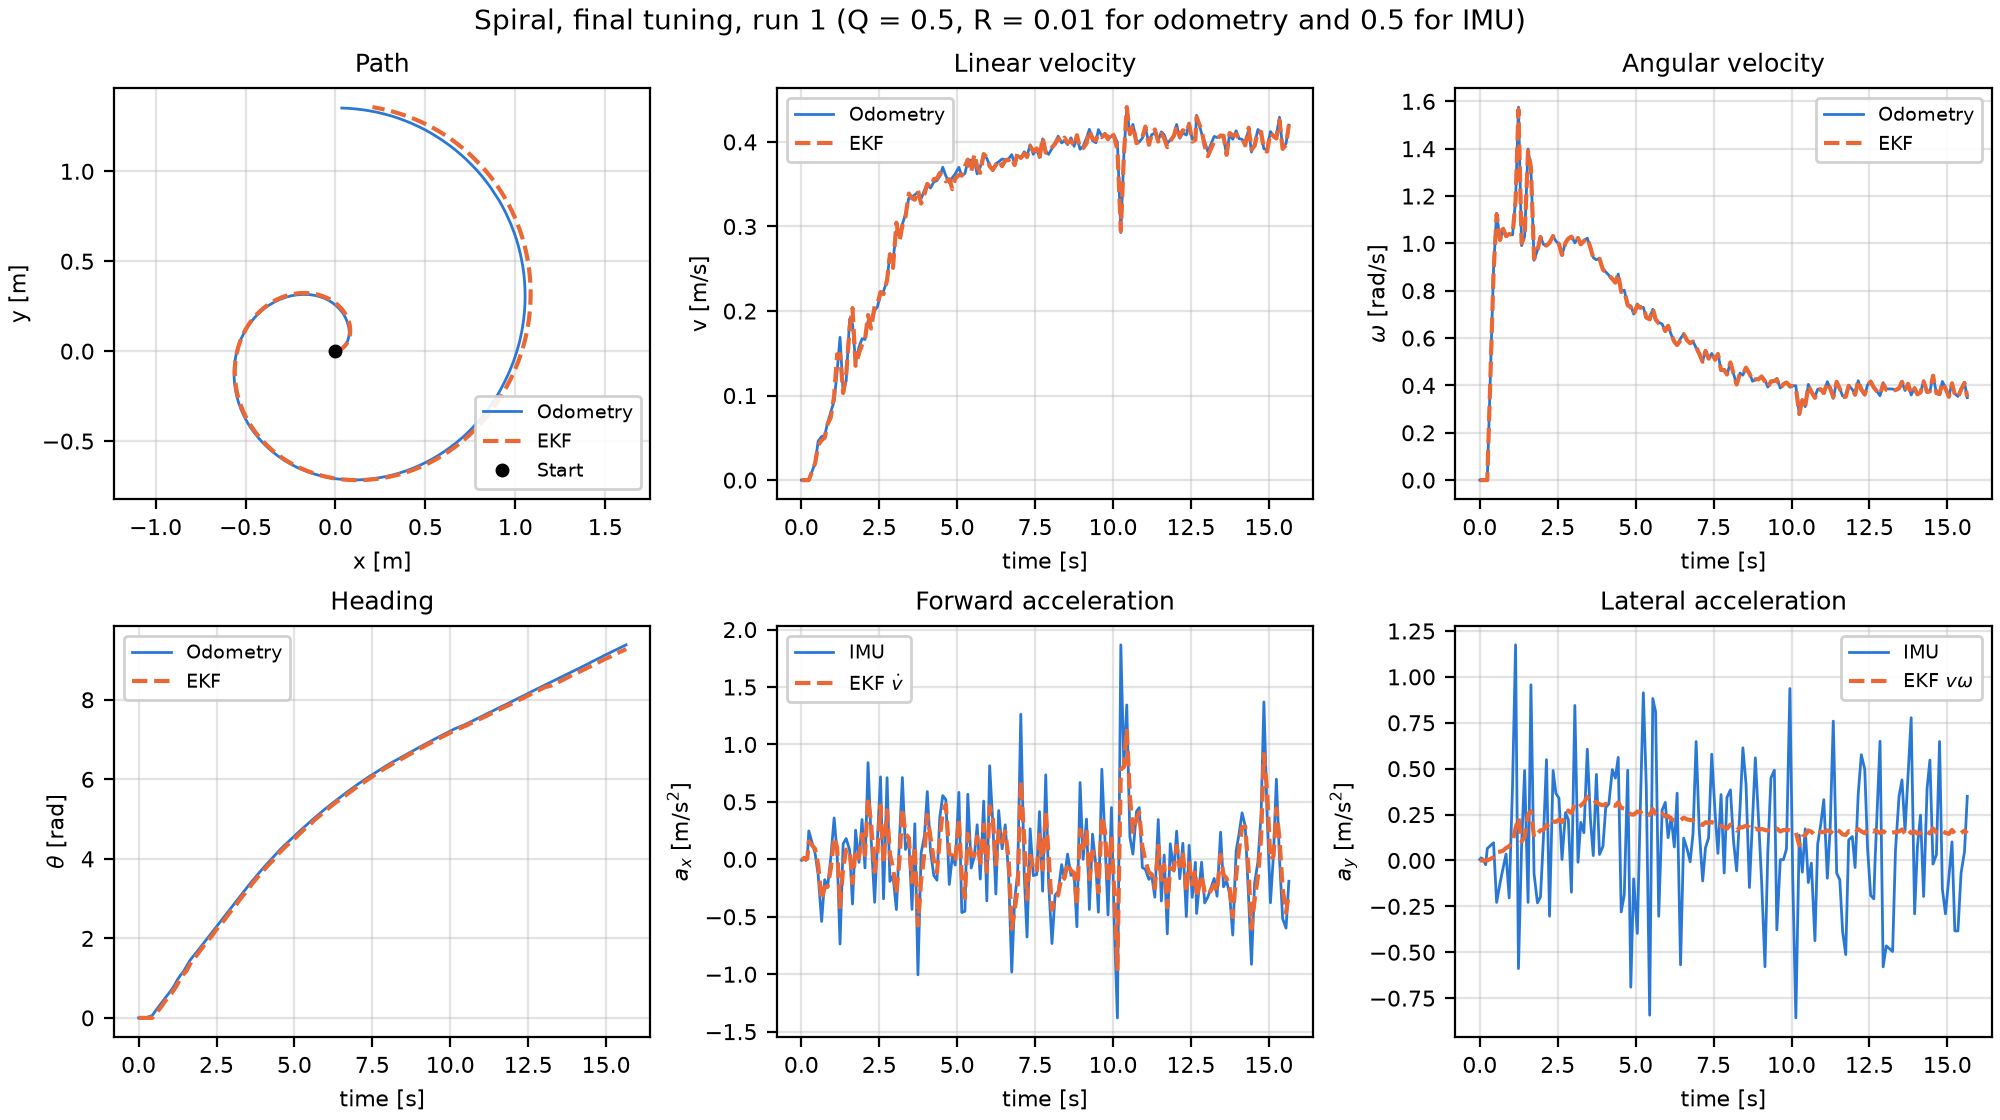 Spiral, final tuning, run 1 (Q = 0.5, R = 0.01 for odometry and 0.5 for IMU)
Path
Odometry
EKF
Start
1.0
0.5
0.0
−0.5
y [m]
−1.0 −0.5 0.0 0.5 1.0 1.5
x [m]
Linear velocity
Odometry
EKF
0.4
0.3
0.2
0.1
0.0
v [m/s]
0.0 2.5 5.0 7.5 10.0 12.5 15.0
time [s]
Angular velocity
Odometry
EKF
1.6
1.4
1.2
1.0
0.8
0.6
0.4
0.2
0.0
ω [rad/s]
0.0 2.5 5.0 7.5 10.0 12.5 15.0
time [s]
Heading
Odometry
EKF
8
6
4
2
0
θ [rad]
0.0 2.5 5.0 7.5 10.0 12.5 15.0
time [s]
Forward acceleration
IMU
EKF v̇
2.0
1.5
1.0
0.5
0.0
−0.5
−1.0
−1.5
aₓ [m/s²]
0.0 2.5 5.0 7.5 10.0 12.5 15.0
time [s]
Lateral acceleration
IMU
EKF vω
1.25
1.00
0.75
0.50
0.25
0.00
−0.25
−0.50
−0.75
a_y [m/s²]
0.0 2.5 5.0 7.5 10.0 12.5 15.0
time [s]